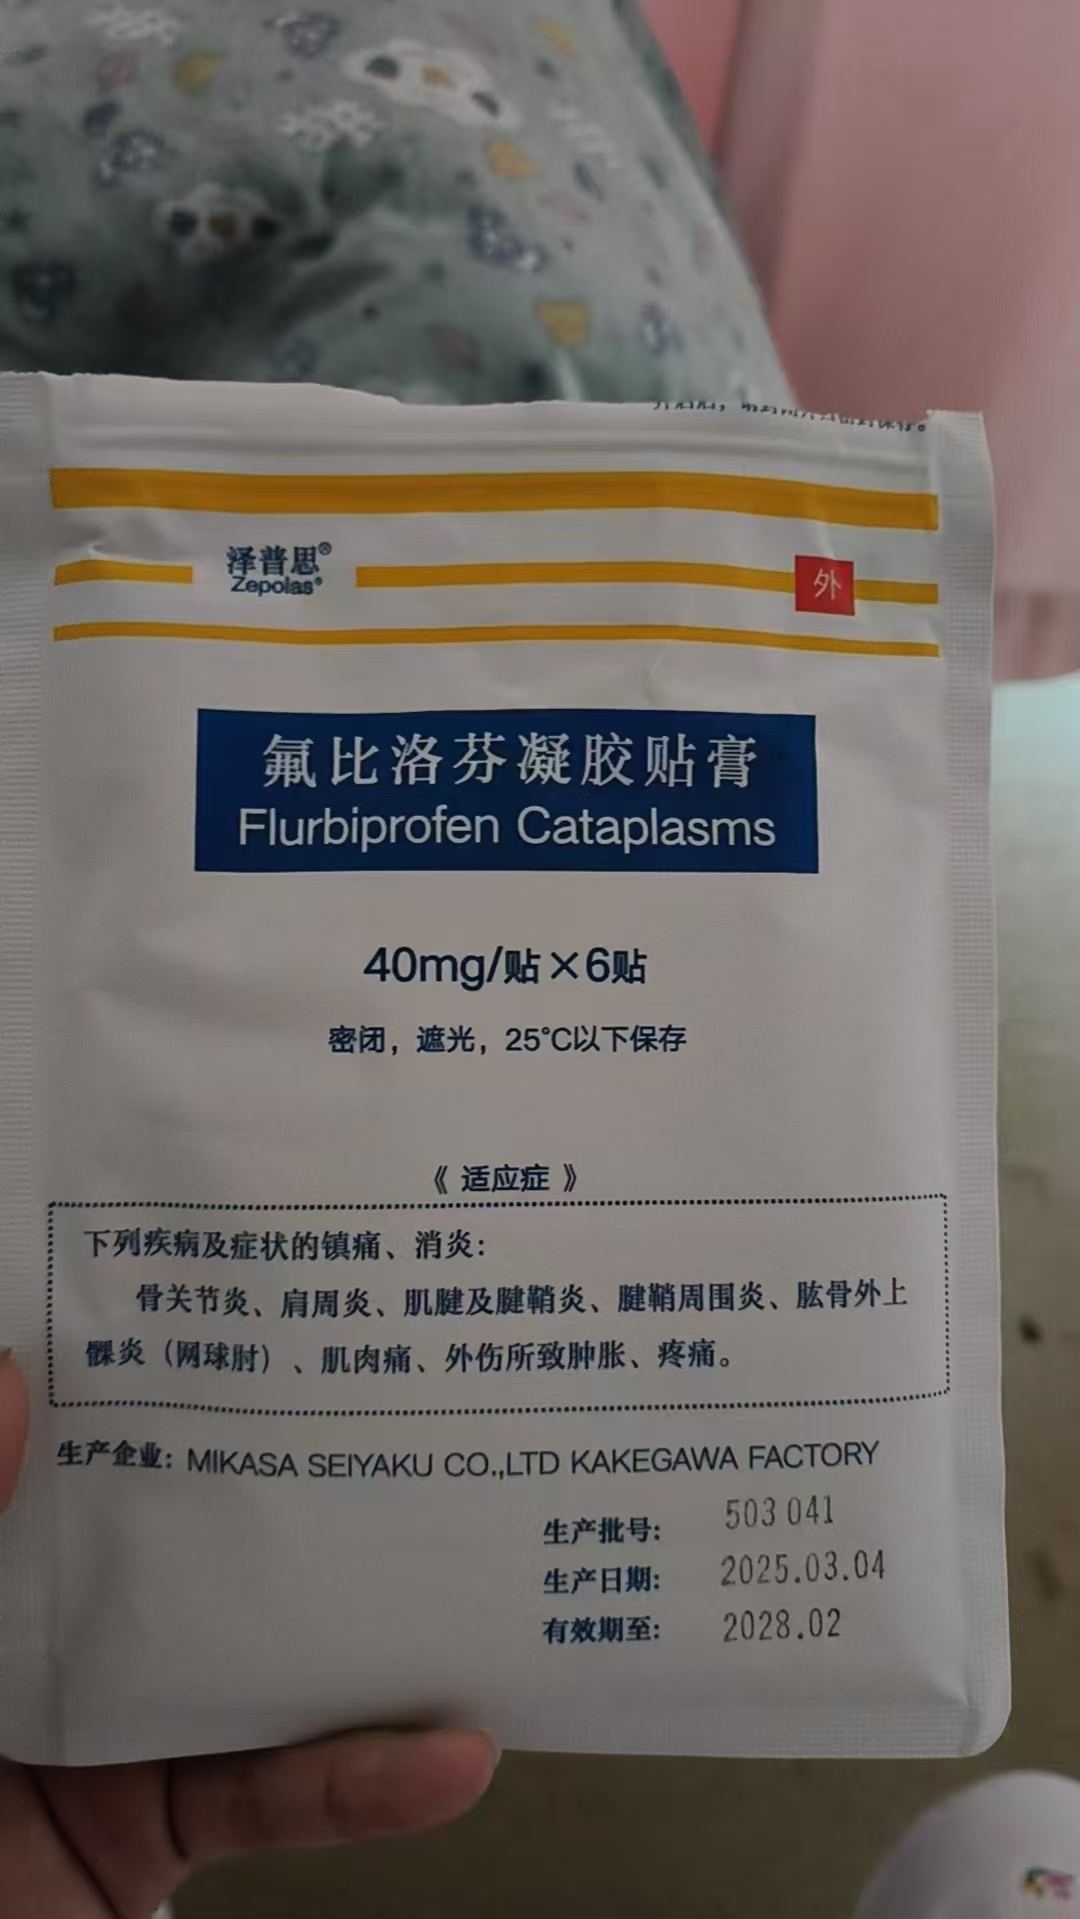 泽普思®
Zepolas®
外
氟比洛芬凝胶贴膏
Flurbiprofen Cataplasms
40mg/贴×6贴
密闭，遮光，25°C以下保存
《 适应症 》
下列疾病及症状的镇痛、消炎：
骨关节炎、肩周炎、肌腱及腱鞘炎、腱鞘周围炎、肱骨外上
髁炎（网球肘）、肌肉痛、外伤所致肿胀、疼痛。
生产企业：MIKASA SEIYAKU CO.,LTD KAKEGAWA FACTORY
生产批号： 503 041
生产日期： 2025.03.04
有效期至： 2028.02